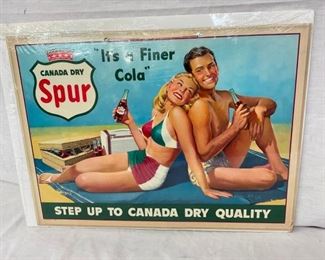 CANADA DRY
Spur
"It's a Finer
Cola"
STEP UP TO CANADA DRY QUALITY